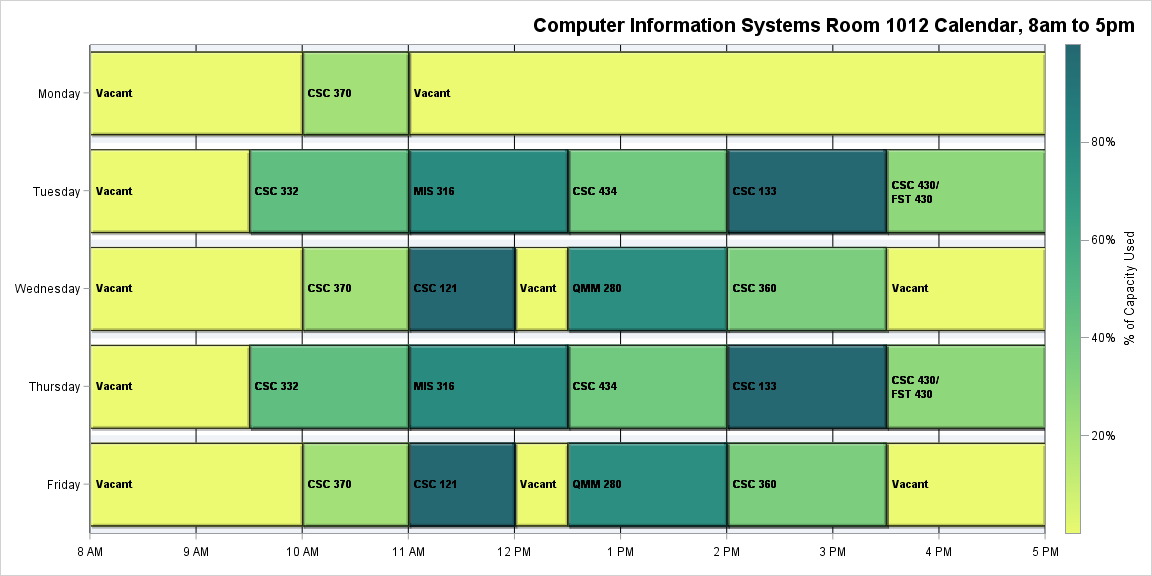 Computer Information Systems Room 1012 Calendar, 8am to 5pm
Monday
Vacant
CSC 370
Vacant
Tuesday
Vacant
CSC 332
MIS 316
CSC 434
CSC 133
CSC 430/
FST 430
Wednesday
Vacant
CSC 370
CSC 121
Vacant
QMM 280
CSC 360
Vacant
Thursday
Vacant
CSC 332
MIS 316
CSC 434
CSC 133
CSC 430/
FST 430
Friday
Vacant
CSC 370
CSC 121
Vacant
QMM 280
CSC 360
Vacant
8 AM
9 AM
10 AM
11 AM
12 PM
1 PM
2 PM
3 PM
4 PM
5 PM
80%
60%
40%
20%
% of Capacity Used